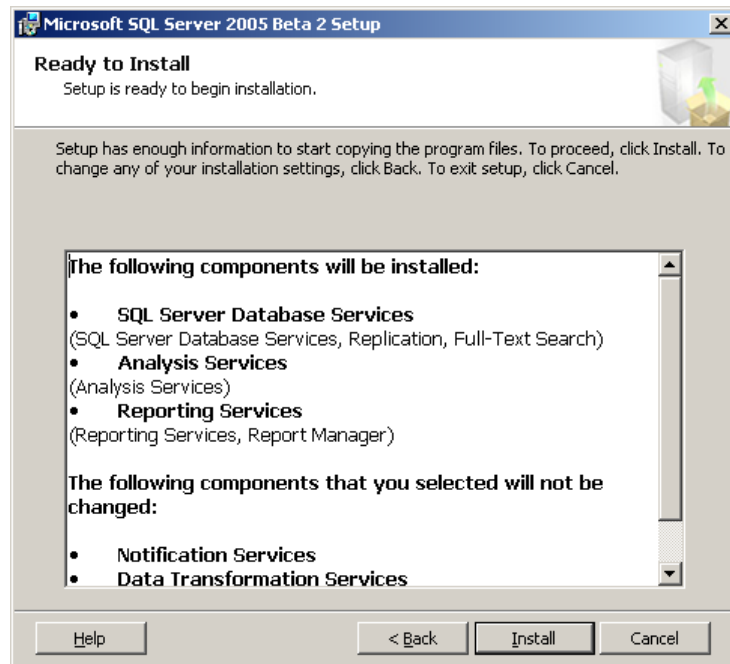 Microsoft SQL Server 2005 Beta 2 Setup
Ready to Install
Setup is ready to begin installation.
Setup has enough information to start copying the program files. To proceed, click Install. To
change any of your installation settings, click Back. To exit setup, click Cancel.
The following components will be installed:
• SQL Server Database Services
(SQL Server Database Services, Replication, Full-Text Search)
• Analysis Services
(Analysis Services)
• Reporting Services
(Reporting Services, Report Manager)
The following components that you selected will not be
changed:
• Notification Services
• Data Transformation Services
Help < Back Install Cancel